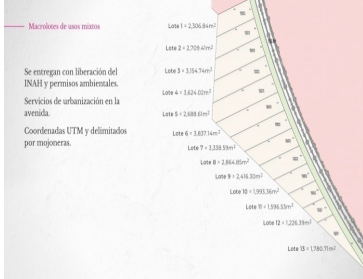 Macrolotes de usos mixtos
Se entregan con liberación del
INAH y permisos ambientales.
Servicios de urbanización en la
avenida.
Coordenadas UTM y delimitados
por mojoneras.
Lote 1 = 2,306.84m²
Lote 2 = 2,709.41m²
Lote 3 = 3,154.74m²
Lote 4 = 3,624.02m²
Lote 5 = 2,688.61m²
Lote 6 = 3,837.14m²
Lote 7 = 3,338.59m²
Lote 8 = 2,864.85m²
Lote 9 = 2,416.30m²
Lote 10 = 1,993.36m²
Lote 11 = 1,596.53m²
Lote 12 = 1,226.39m²
Lote 13 = 1,780.71m²